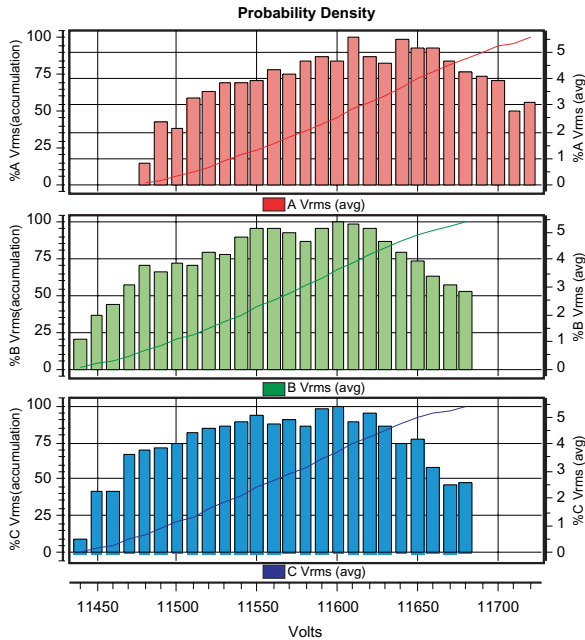 Probability Density
%A Vrms(accumulation)
100
75
50
25
0
5
4
3
2
1
0
%A Vrms (avg)
A Vrms (avg)
%B Vrms(accumulation)
100
75
50
25
0
5
4
3
2
1
0
%B Vrms (avg)
B Vrms (avg)
%C Vrms(accumulation)
100
75
50
25
0
5
4
3
2
1
0
%C Vrms (avg)
C Vrms (avg)
11450 11500 11550 11600 11650 11700
Volts